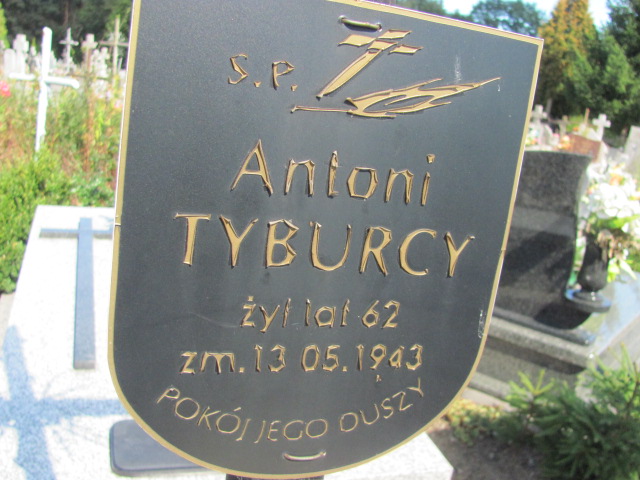 S.P.
Antoni
TYBURCY
żył lat 62
zm.13 05.1943
POKÓJ JEGO DUSZY